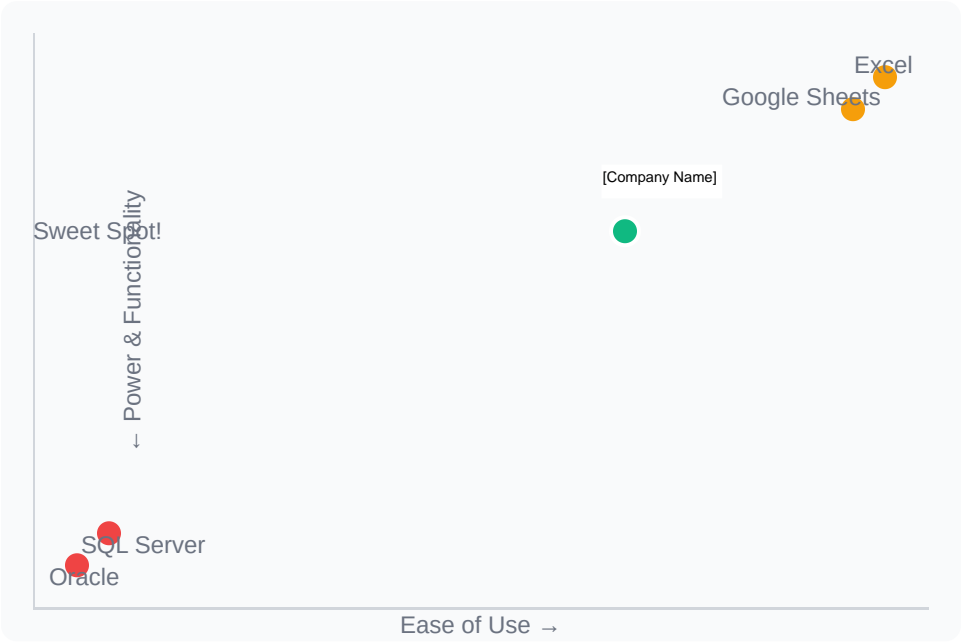 Excel
Google Sheets
[Company Name]
Sweet Spot!
← Power & Functionality
SQL Server
Oracle
Ease of Use →